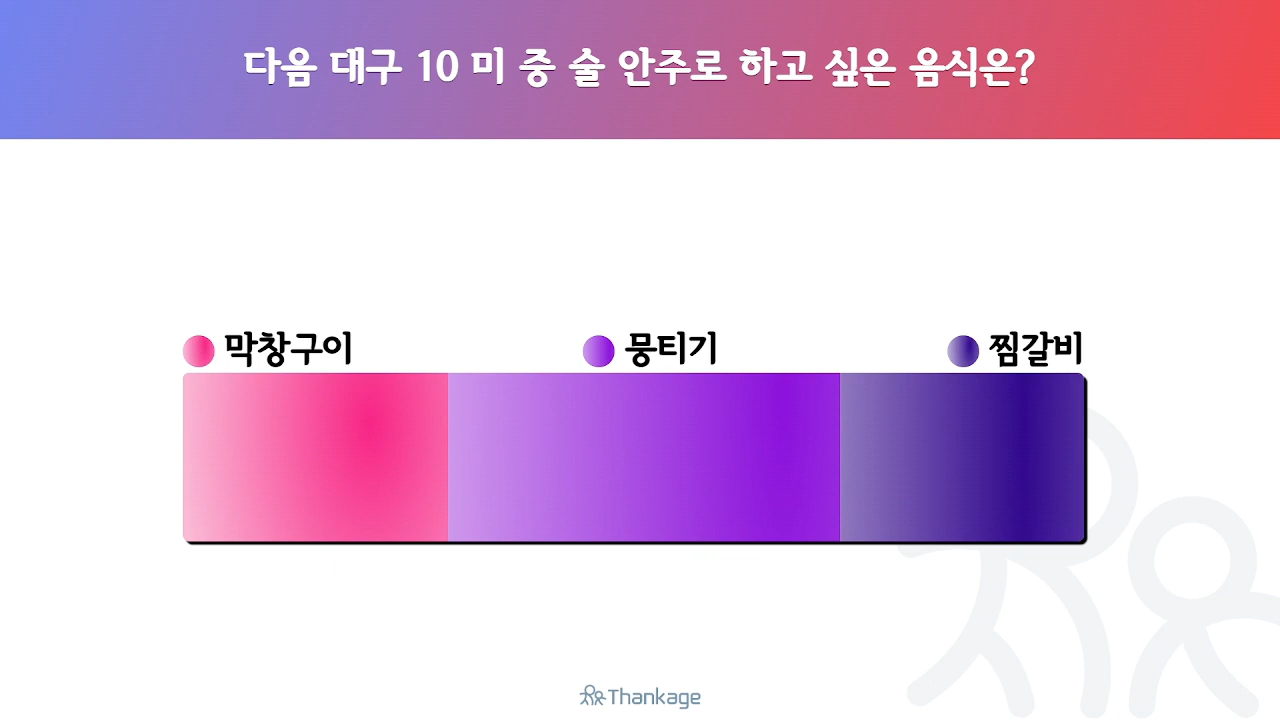 다음 대구 10 미 중 술 안주로 하고 싶은 음식은?
막창구이
뭉티기
찜갈비
Thankage